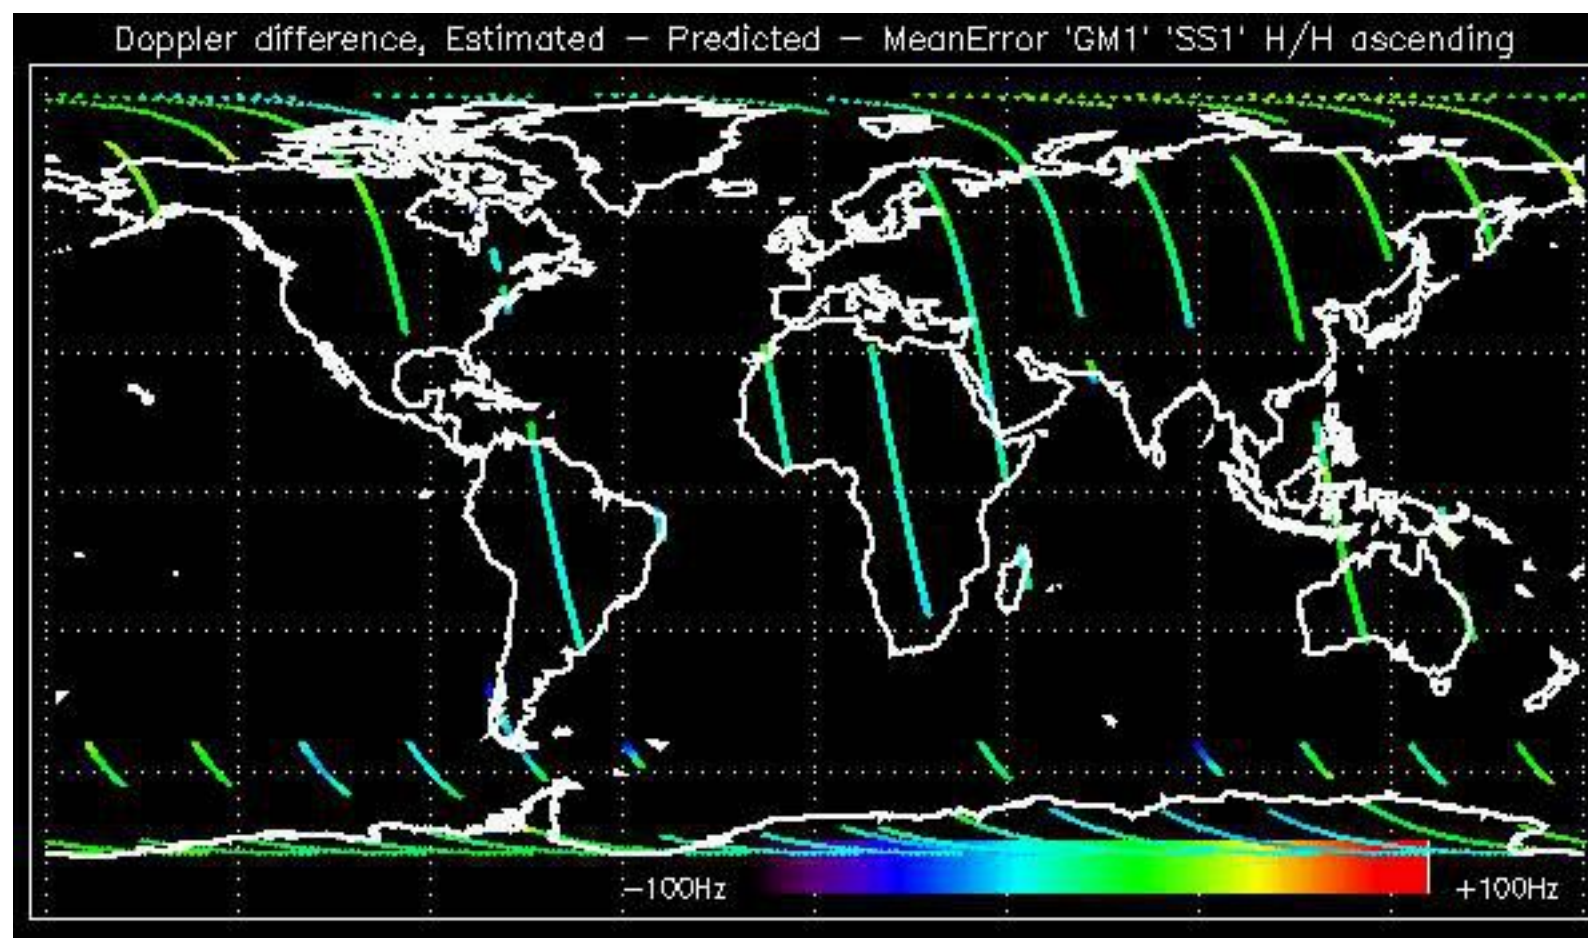 Doppler difference, Estimated – Predicted – MeanError 'GM1' 'SS1' H/H ascending
-100Hz
+100Hz